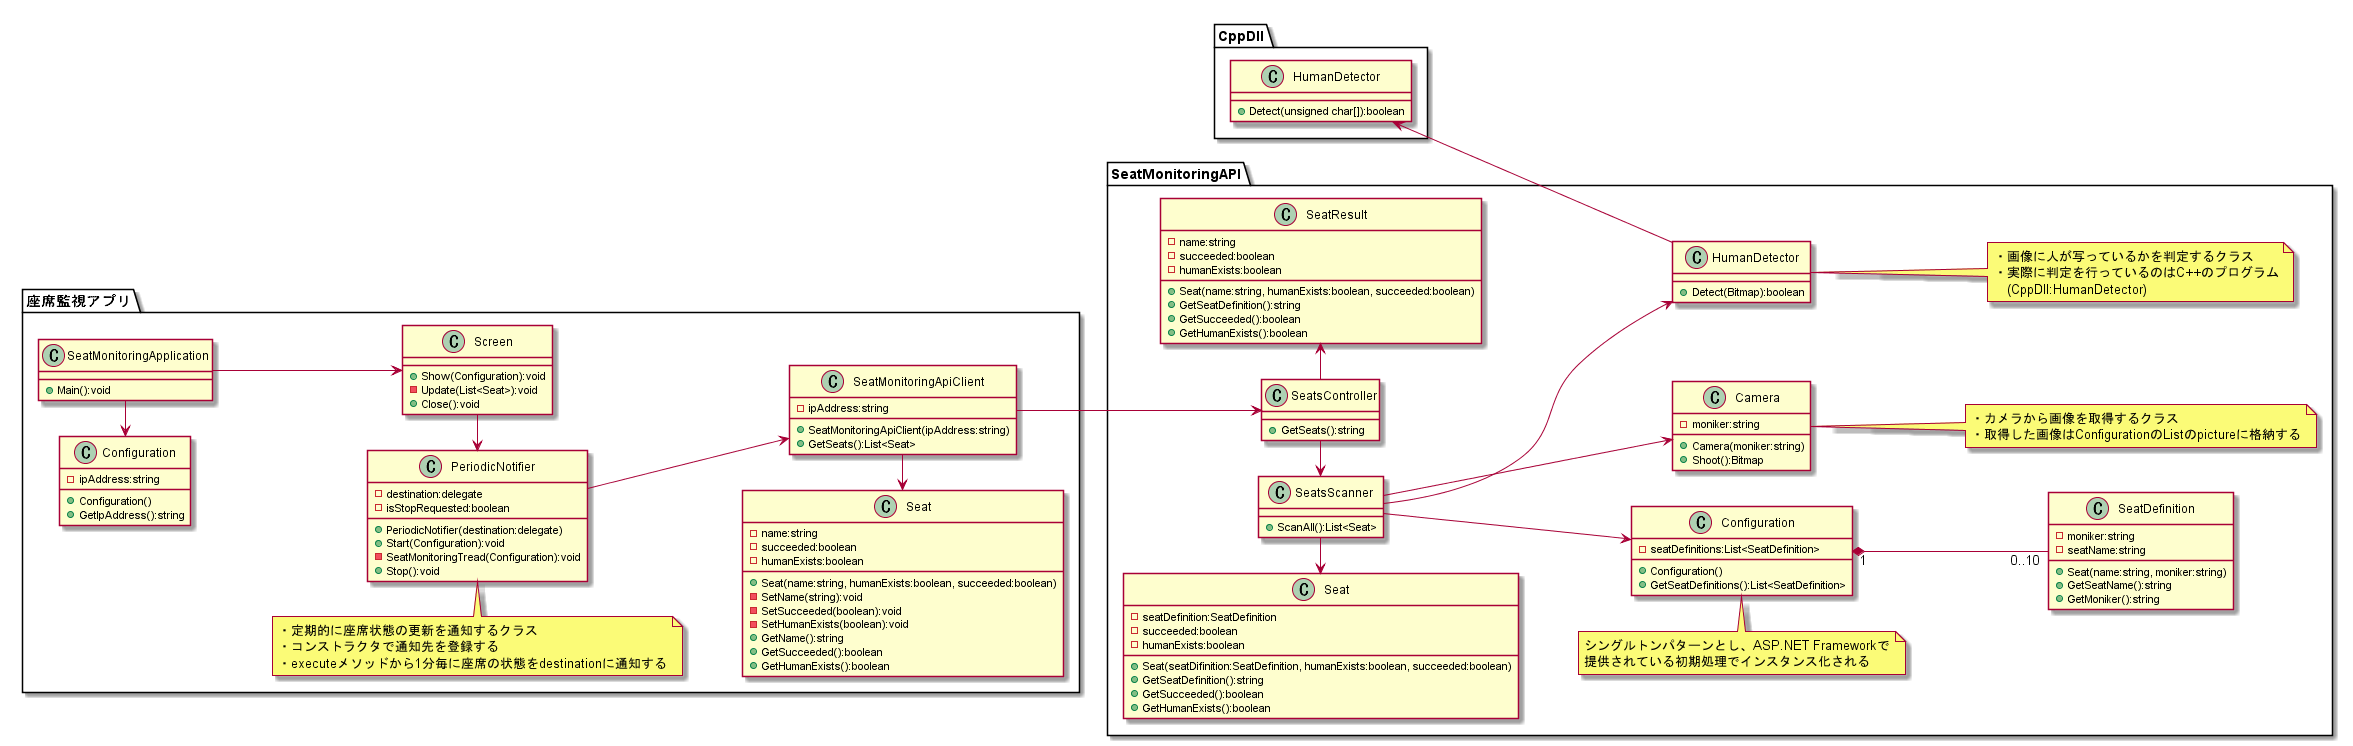 CppDll
C HumanDetector
Detect(unsigned char[]):boolean
SeatMonitoringAPI
C SeatResult
name:string
succeeded:boolean
humanExists:boolean
Seat(name:string, humanExists:boolean, succeeded:boolean)
GetSeatDefinition():string
GetSucceeded():boolean
GetHumanExists():boolean
C HumanDetector
Detect(Bitmap):boolean
・画像に人が写っているかを判定するクラス
・実際に判定を行っているのはC++のプログラム
(CppDll:HumanDetector)
座席監視アプリ
C SeatMonitoringApplication
Main():void
C Screen
Show(Configuration):void
Update(List<Seat>):void
Close():void
C SeatMonitoringApiClient
ipAddress:string
SeatMonitoringApiClient(ipAddress:string)
GetSeats():List<Seat>
C SeatsController
GetSeats():string
C Camera
moniker:string
Camera(moniker:string)
Shoot():Bitmap
・カメラから画像を取得するクラス
・取得した画像はConfigurationのListのpictureに格納する
C Configuration
ipAddress:string
Configuration()
GetIpAddress():string
C PeriodicNotifier
destination:delegate
isStopRequested:boolean
PeriodicNotifier(destination:delegate)
Start(Configuration):void
SeatMonitoringTread(Configuration):void
Stop():void
C Seat
name:string
succeeded:boolean
humanExists:boolean
Seat(name:string, humanExists:boolean, succeeded:boolean)
SetName(string):void
SetSucceeded(boolean):void
SetHumanExists(boolean):void
GetName():string
GetSucceeded():boolean
GetHumanExists():boolean
C SeatsScanner
ScanAll():List<Seat>
C Configuration
seatDefinitions:List<SeatDefinition>
Configuration()
GetSeatDefinitions():List<SeatDefinition>
1
0..10
C SeatDefinition
moniker:string
seatName:string
Seat(name:string, moniker:string)
GetSeatName():string
GetMoniker():string
・定期的に座席状態の更新を通知するクラス
・コンストラクタで通知先を登録する
・executeメソッドから1分毎に座席の状態をdestinationに通知する
C Seat
seatDefinition:SeatDefinition
succeeded:boolean
humanExists:boolean
Seat(seatDifinition:SeatDefinition, humanExists:boolean, succeeded:boolean)
GetSeatDefinition():string
GetSucceeded():boolean
GetHumanExists():boolean
シングルトンパターンとし、ASP.NET Frameworkで
提供されている初期処理でインスタンス化される